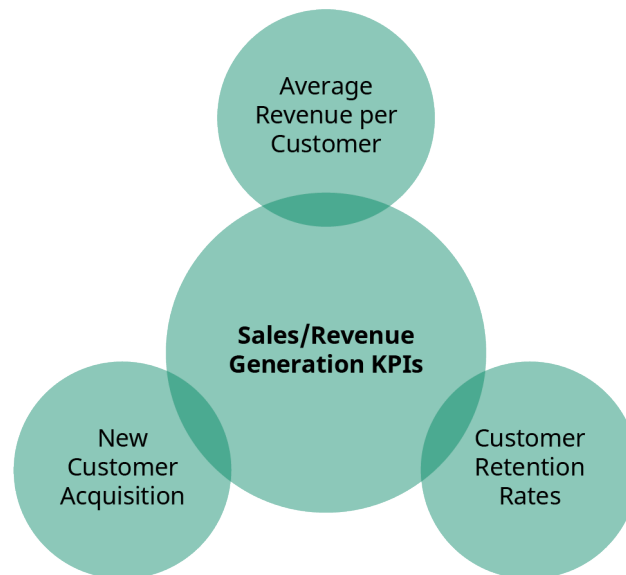 Average
Revenue per
Customer
Sales/Revenue
Generation KPIs
New
Customer
Acquisition
Customer
Retention
Rates